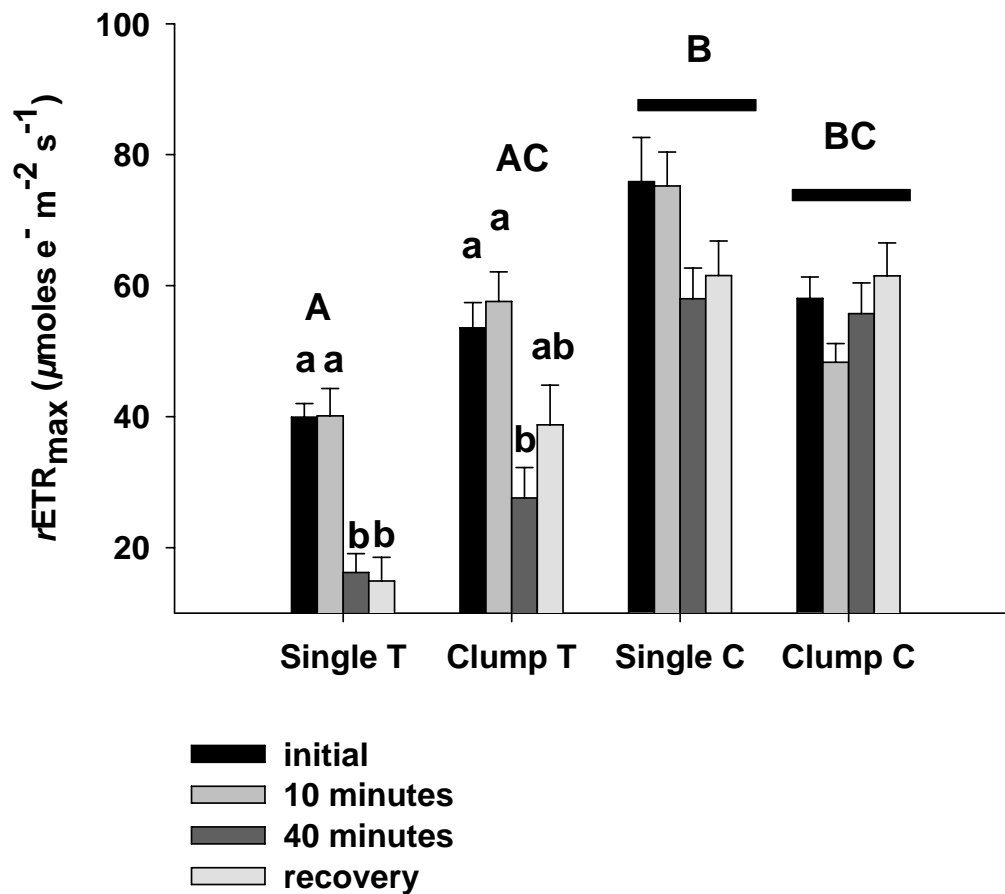 100
80
60
40
20
rETRmax (µmoles e- m-2 s-1)
B
BC
AC
a
a
A
a a
ab
b
b b
Single T Clump T Single C Clump C
initial
10 minutes
40 minutes
recovery